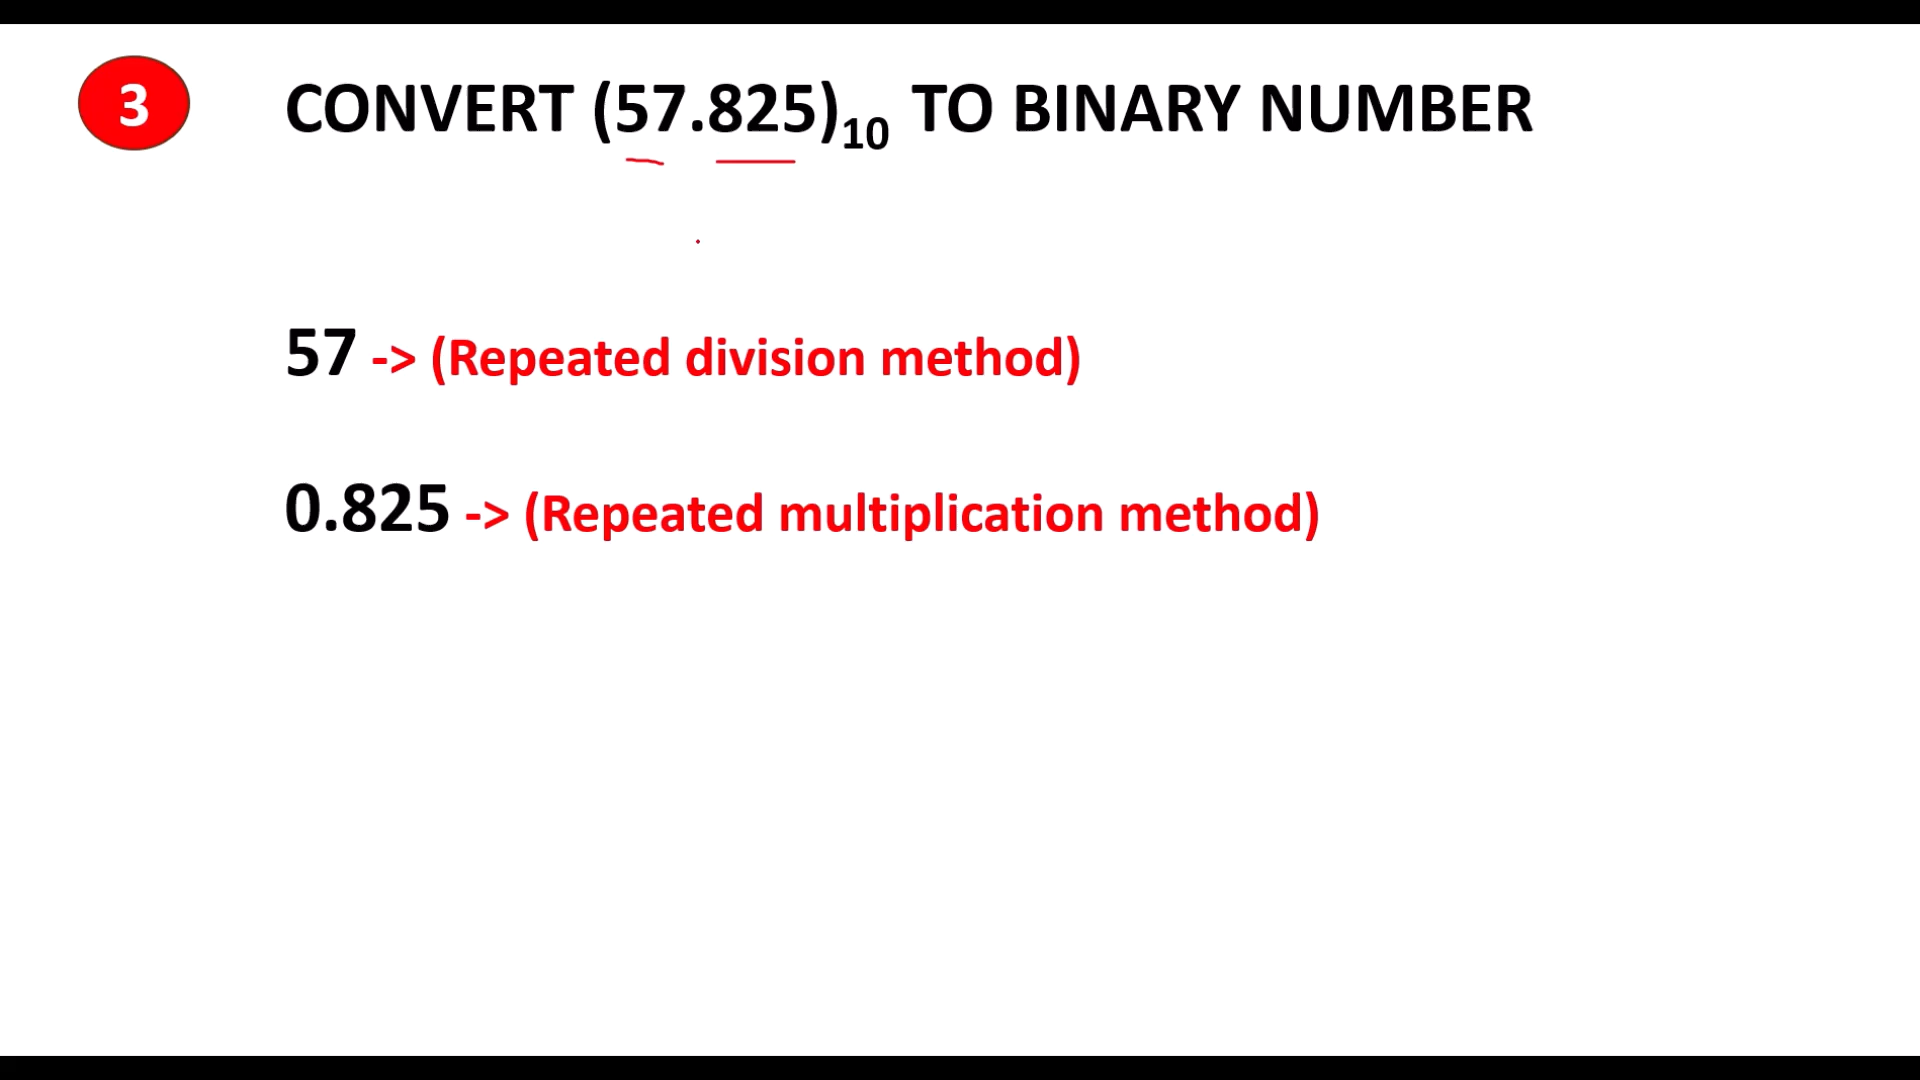 3 CONVERT (57.825)₁₀ TO BINARY NUMBER
57 -> (Repeated division method)
0.825 -> (Repeated multiplication method)